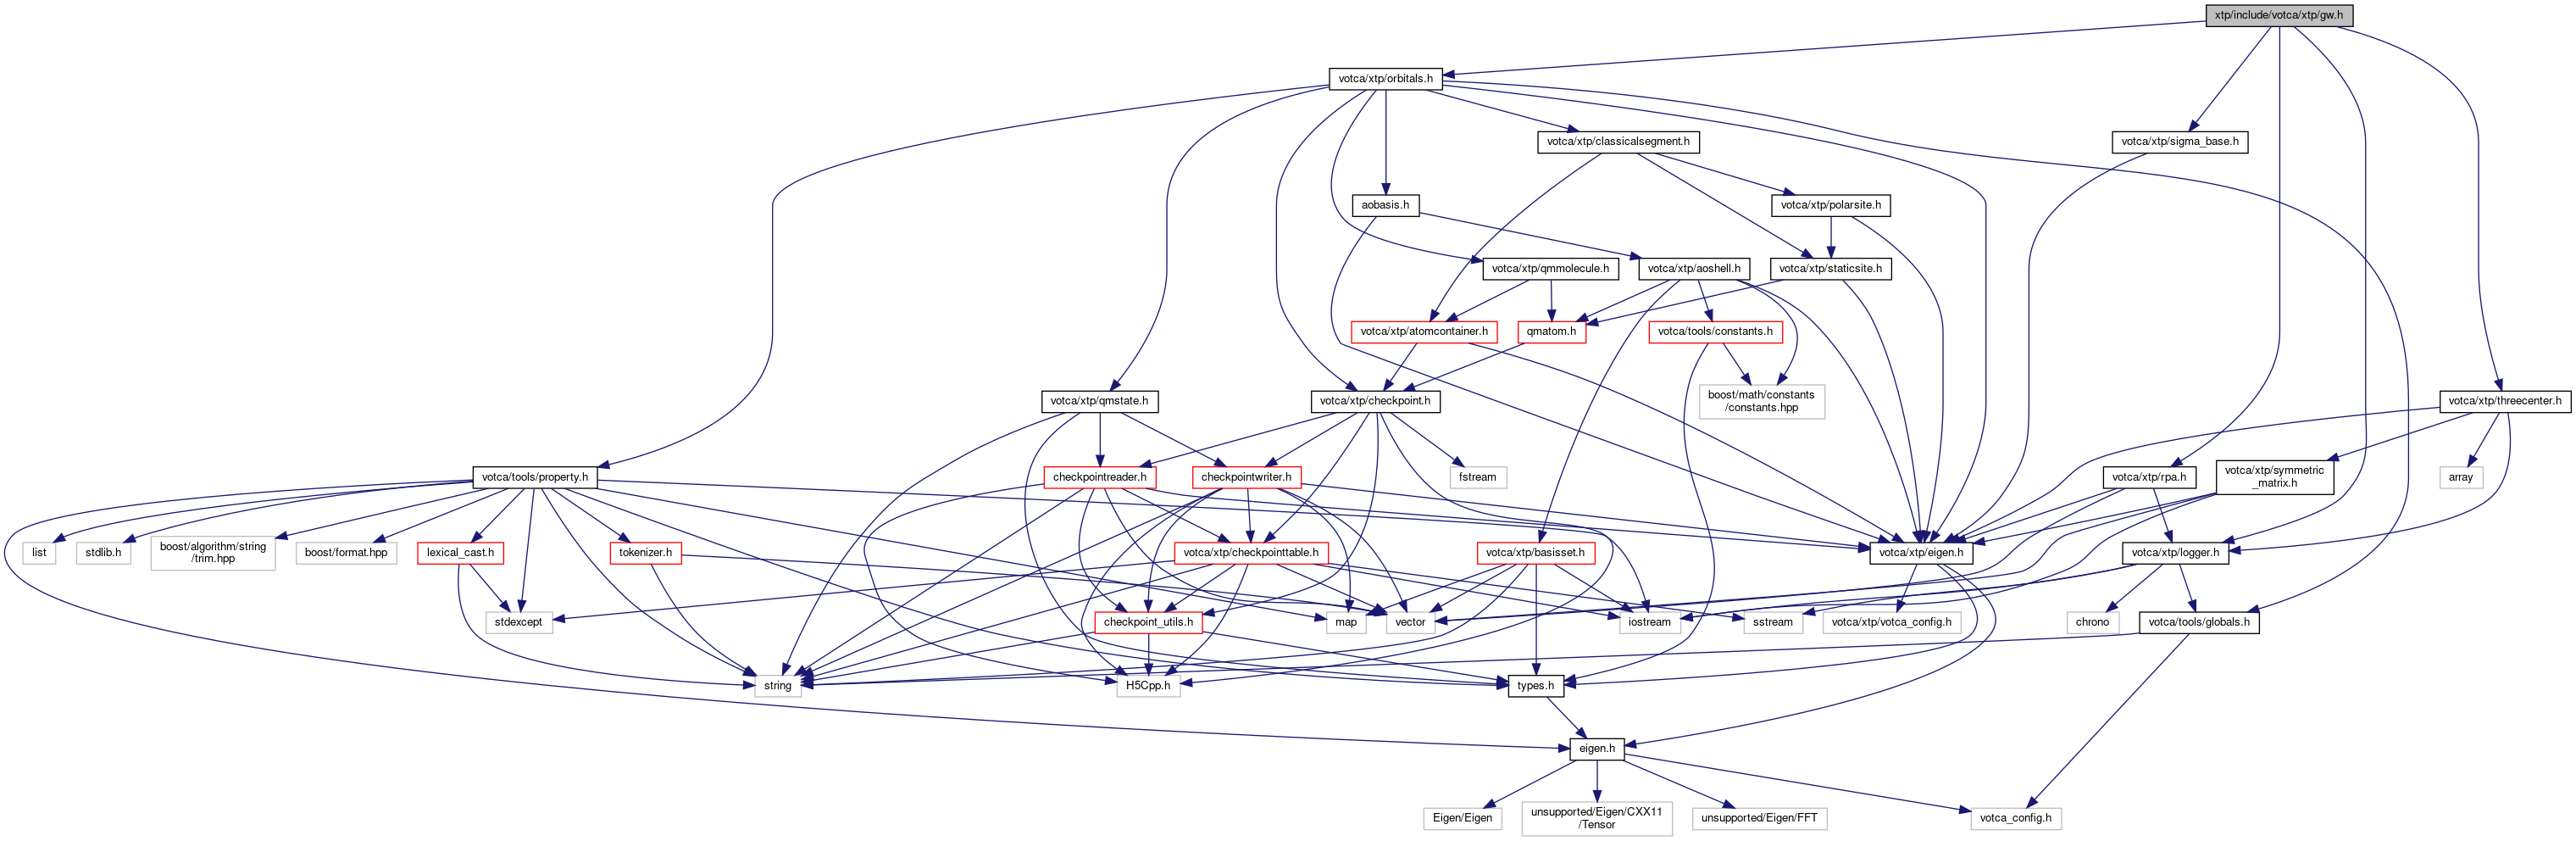 xtp/include/votca/xtp/gw.h
votca/xtp/orbitals.h
votca/xtp/classicalsegment.h
votca/xtp/sigma_base.h
aobasis.h
votca/xtp/polarsite.h
votca/xtp/qmmolecule.h
votca/xtp/aoshell.h
votca/xtp/staticsite.h
votca/xtp/atomcontainer.h
qmatom.h
votca/tools/constants.h
votca/xtp/qmstate.h
votca/xtp/checkpoint.h
boost/math/constants
/constants.hpp
votca/xtp/threecenter.h
votca/tools/property.h
checkpointreader.h
checkpointwriter.h
fstream
votca/xtp/rpa.h
votca/xtp/symmetric
_matrix.h
array
list
stdlib.h
boost/algorithm/string
/trim.hpp
boost/format.hpp
lexical_cast.h
tokenizer.h
votca/xtp/checkpointtable.h
votca/xtp/basisset.h
votca/xtp/eigen.h
votca/xtp/logger.h
stdexcept
checkpoint_utils.h
map
vector
iostream
sstream
votca/xtp/votca_config.h
chrono
votca/tools/globals.h
string
H5Cpp.h
types.h
eigen.h
Eigen/Eigen
unsupported/Eigen/CXX11
/Tensor
unsupported/Eigen/FFT
votca_config.h